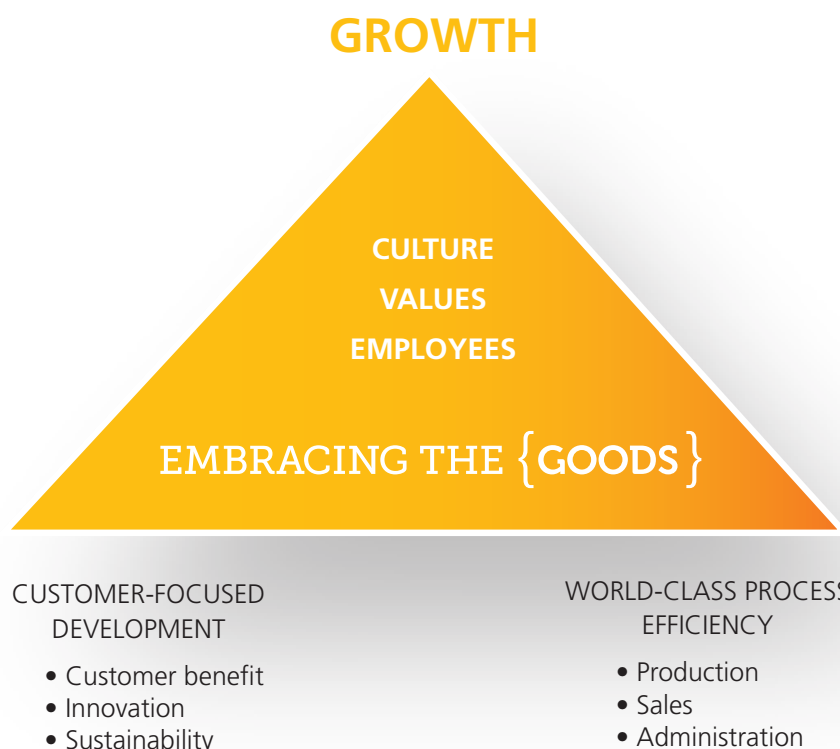 GROWTH
CULTURE
VALUES
EMPLOYEES
EMBRACING THE {GOODS}
CUSTOMER-FOCUSED
DEVELOPMENT
• Customer benefit
• Innovation
• Sustainability
WORLD-CLASS PROCESS
EFFICIENCY
• Production
• Sales
• Administration